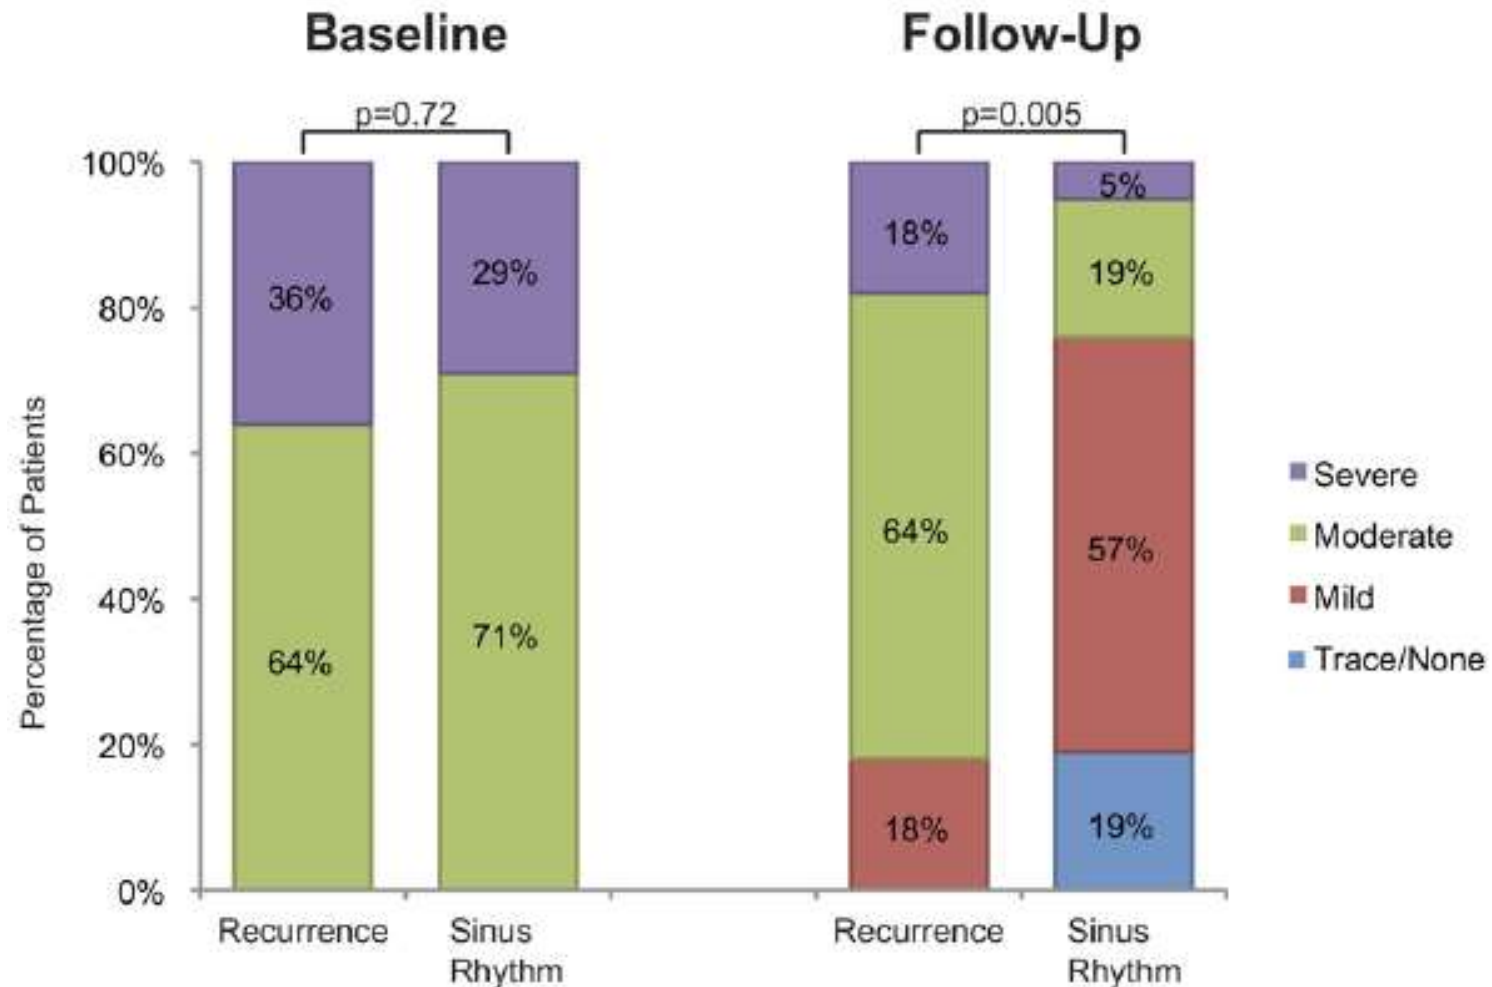 Baseline
Follow-Up
p=0.72
p=0.005
Percentage of Patients
100%
80%
60%
40%
20%
0%
36%
64%
29%
71%
18%
64%
18%
5%
19%
57%
19%
Severe
Moderate
Mild
Trace/None
Recurrence
Sinus
Rhythm
Recurrence
Sinus
Rhythm